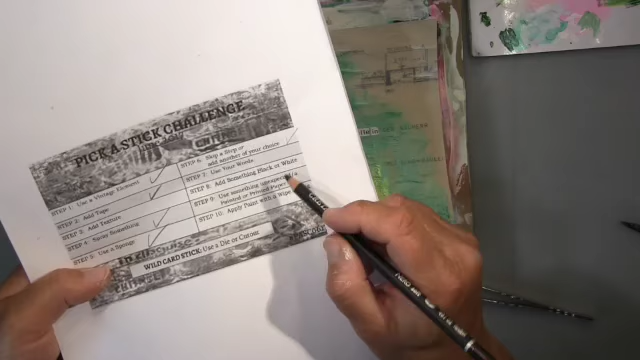 PICK A STICK CHALLENGE
STEP 1: Use a Vintage Element
STEP 2: Add Tape
STEP 3: Add Texture
STEP 4: Sand Something
STEP 5: Use a Sponge
STEP 6: Skip a Step or
add another of your choice
STEP 7: Use Your Words
STEP 8: Add Something Black or White
STEP 9: Use something
Painted or Printed Paper
STEP 10: Apply Paint with a Wipe
WILD CARD STICK: Use a Die or Corner